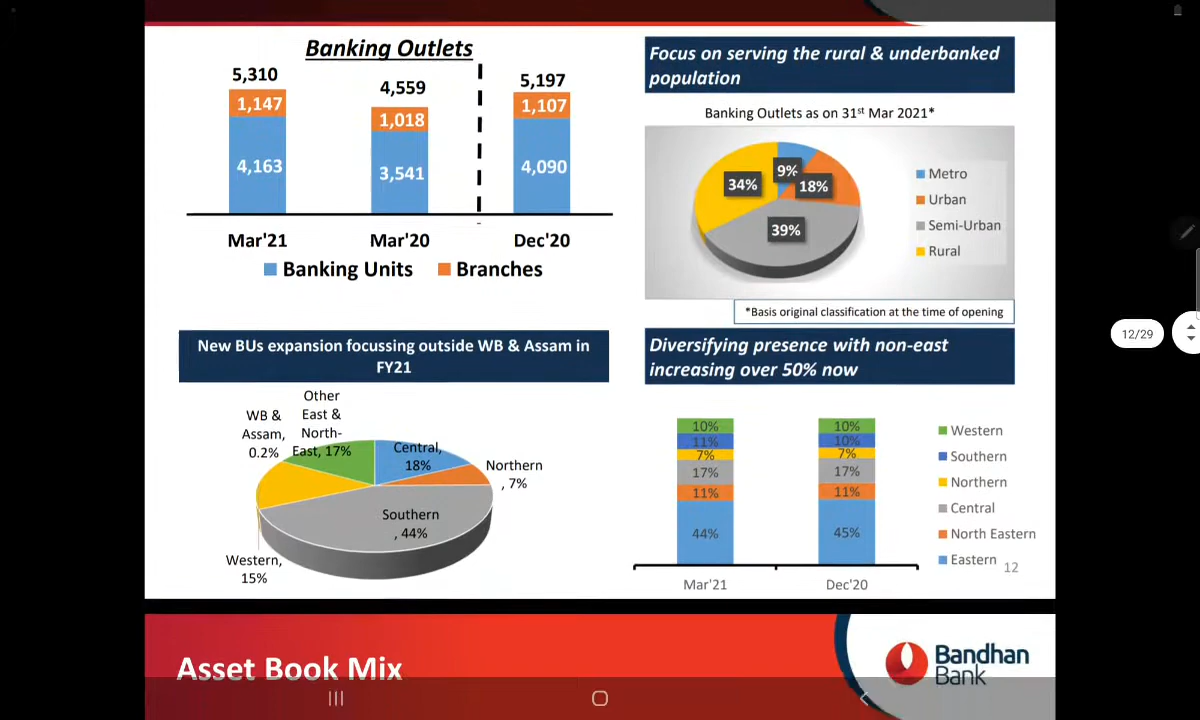 Banking Outlets
5,310
4,559
5,197
1,147
1,018
1,107
4,163
3,541
4,090
Mar'21
Mar'20
Dec'20
Banking Units
Branches
Focus on serving the rural & underbanked
population
Banking Outlets as on 31st Mar 2021*
9%
18%
34%
39%
Metro
Urban
Semi-Urban
Rural
*Basis original classification at the time of opening
12/29
New BUs expansion focussing outside WB & Assam in
FY21
Other
East &
North-
East, 17%
WB &
Assam,
0.2%
Central,
18%
Northern
, 7%
Southern
, 44%
Western,
15%
Diversifying presence with non-east
increasing over 50% now
10%
11%
7%
17%
11%
44%
10%
10%
7%
17%
11%
45%
Mar'21
Dec'20
Western
Southern
Northern
Central
North Eastern
Eastern
12
Asset Book Mix
Bandhan
Bank